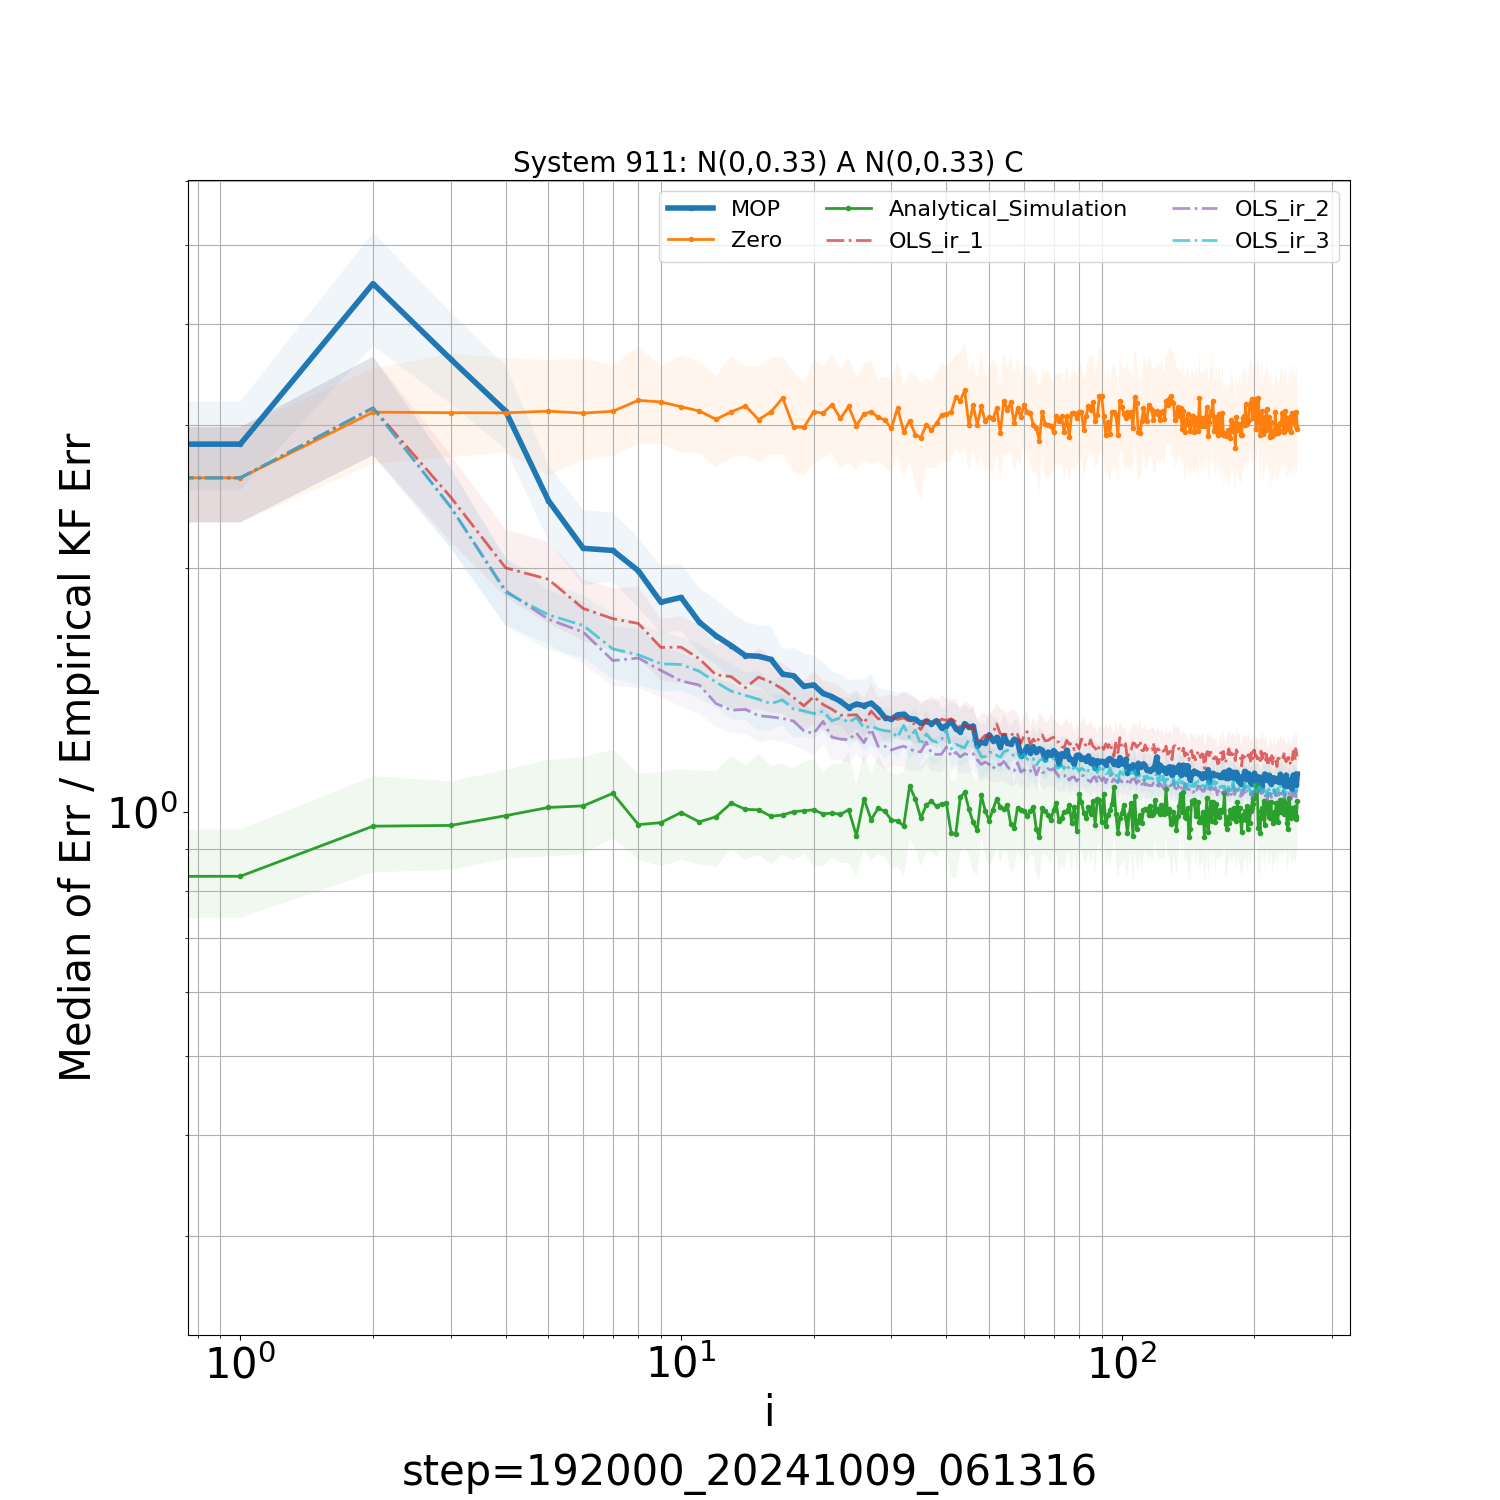 System 911: N(0,0.33) A N(0,0.33) C
MOP
Zero
Analytical_Simulation
OLS_ir_1
OLS_ir_2
OLS_ir_3
Median of Err / Empirical KF Err
10⁰
10⁰
10¹
10²
i
step=192000_20241009_061316